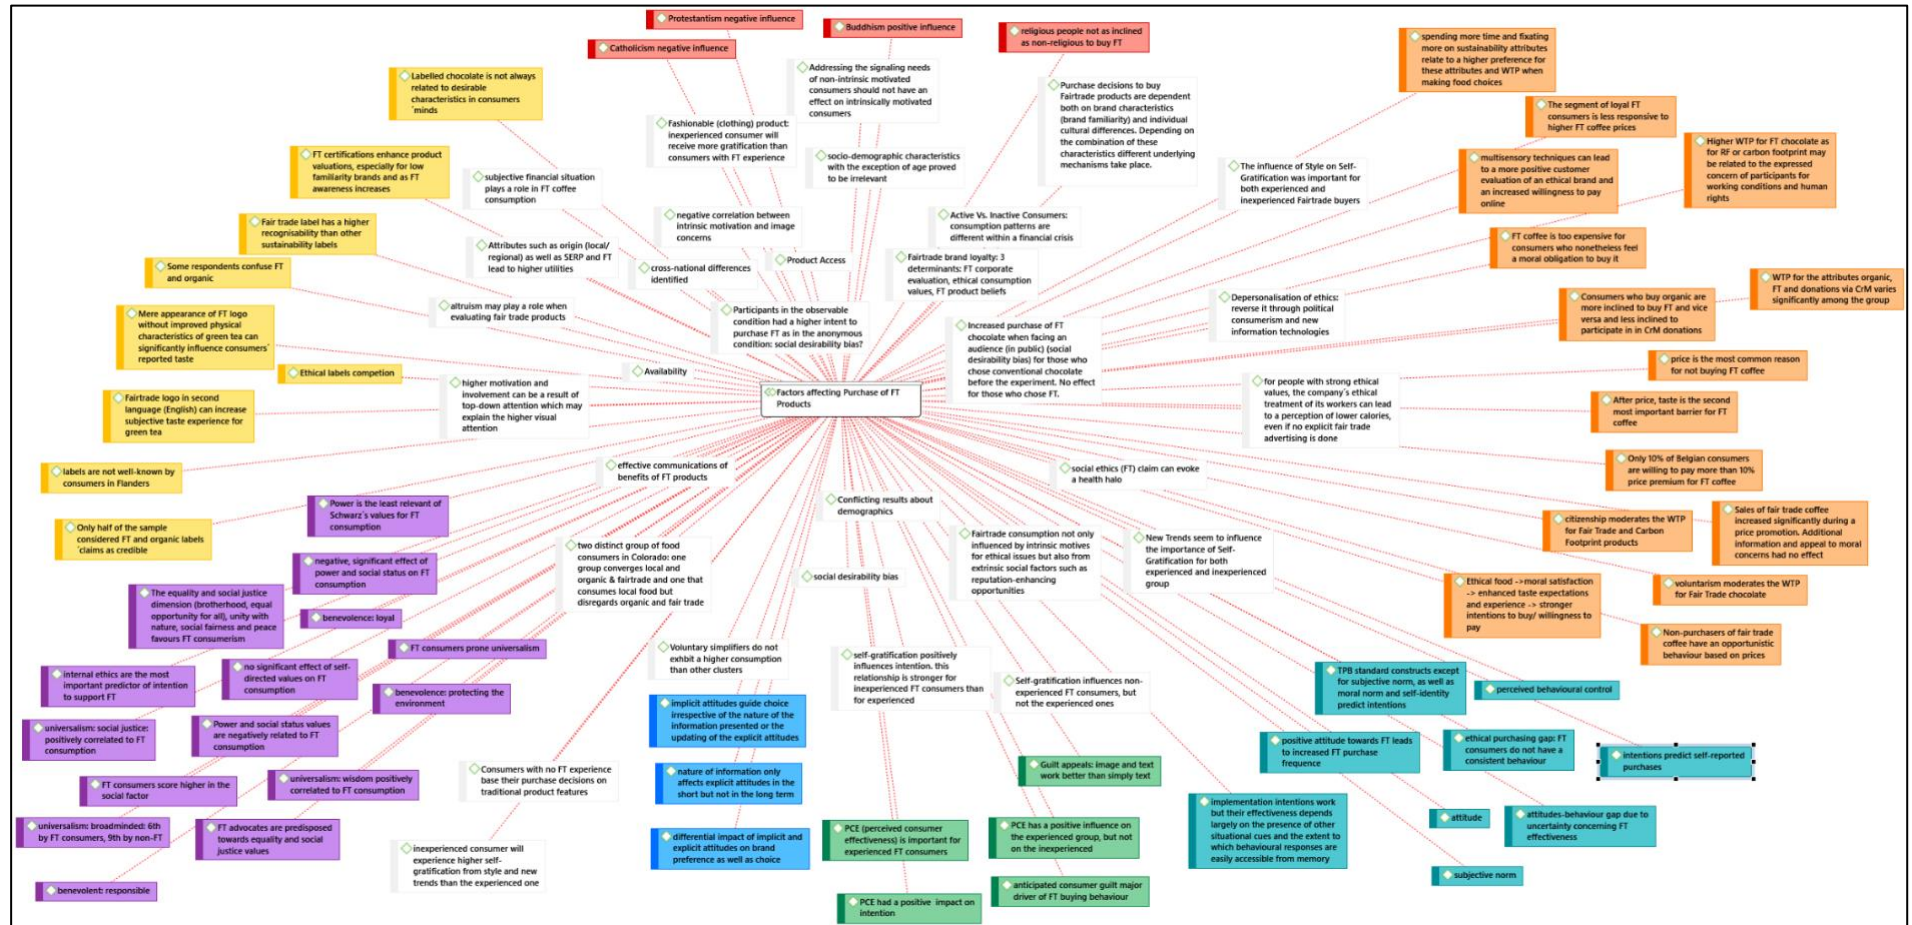 Protestantism negative influence
Catholicism negative influence
Buddhism positive influence
religious people not as inclined
as non-religious to buy FT
spending more time and fixating
more on sustainability attributes
relate to a higher preference for
these attributes and WTP when
making food choices
Labelled chocolate is not always
related to desirable
characteristics in consumers
´minds
Addressing the signaling needs
of non-intrinsic motivated
consumers should not have an
effect on intrinsically motivated
consumers
Purchase decisions to buy
Fairtrade products are dependent
both on brand characteristics
(brand familiarity) and individual
cultural differences. Depending on
the combination of these
characteristics different underlying
mechanisms take place.
The segment of loyal FT
consumers is less responsive to
higher FT coffee prices
Fashionable (clothing) product:
inexperienced consumer will
receive more gratification than
consumers with FT experience
Higher WTP for FT chocolate as
for RF or carbon footprint may
be related to the expressed
concern of participants for
working conditions and human
rights
FT certifications enhance product
valuations, especially for low
familiarity brands and as FT
awareness increases
subjective financial situation
plays a role in FT coffee
consumption
socio-demographic characteristics
with the exception of age proved
to be irrelevant
The influence of Style on Self-
Gratification was important for
both experienced and
inexperienced Fairtrade buyers
multisensory techniques can lead
to a more positive customer
evaluation of an ethical brand and
an increased willingness to pay
online
Fair trade label has a higher
recognisability than other
sustainability labels
negative correlation between
intrinsic motivation and image
concerns
Active Vs. Inactive Consumers:
consumption patterns are
different within a financial crisis
FT coffee is too expensive for
consumers who nonetheless feel
a moral obligation to buy it
Attributes such as origin (local/
regional) as well as SERP and FT
lead to higher utilities
Some respondents confuse FT
and organic
cross-national differences
identified
Product Access
Fairtrade brand loyalty: 3
determinants: FT corporate
evaluation, ethical consumption
values, FT product beliefs
WTP for the attributes organic,
FT and donations via CrM varies
significantly among the group
altruism may play a role when
evaluating fair trade products
Participants in the observable
condition had a higher intent to
purchase FT as in the anonymous
condition: social desirability bias?
Depersonalisation of ethics:
reverse it through political
consumerism and new
information technologies
Consumers who buy organic are
more inclined to buy FT and vice
versa and less inclined to
participate in in CrM donations
Mere appearance of FT logo
without improved physical
characteristics of green tea can
significantly influence consumers´
reported taste
Increased purchase of FT
chocolate when facing an
audience (in public) (social
desirability bias) for those who
chose conventional chocolate
before the experiment. No effect
for those who chose FT.
price is the most common reason
for not buying FT coffee
Ethical labels competion
Availability
higher motivation and
involvement can be a result of
top-down attention which may
explain the higher visual
attention
Factors affecting Purchase of FT
Products
for people with strong ethical
values, the company´s ethical
treatment of its workers can lead
to a perception of lower calories,
even if no explicit fair trade
advertising is done
After price, taste is the second
most important barrier for FT
coffee
Fairtrade logo in second
language (English) can increase
subjective taste experience for
green tea
labels are not well-known by
consumers in Flanders
effective communications of
benefits of FT products
social ethics (FT) claim can evoke
a health halo
Only 10% of Belgian consumers
are willing to pay more than 10%
price premium for FT coffee
Power is the least relevant of
Schwarz´s values for FT
consumption
Conflicting results about
demographics
Sales of fair trade coffee
increased significantly during a
price promotion. Additional
information and appeal to moral
concerns had no effect
Only half of the sample
considered FT and organic labels
´claims as credible
citizenship moderates the WTP
for Fair Trade and Carbon
Footprint products
Fairtrade consumption not only
influenced by intrinsic motives
for ethical issues but also from
extrinsic social factors such as
reputation-enhancing
opportunities
New Trends seem to influence
the importance of Self-
Gratification for both
experienced and inexperienced
group
two distinct group of food
consumers in Colorado: one
group converges local and
organic & fairtrade and one that
consumes local food but
disregards organic and fair trade
negative, significant effect of
power and social status on FT
consumption
social desirability bias
Ethical food ->moral satisfaction
-> enhanced taste expectations
and experience -> stronger
intentions to buy/ willingness to
pay
voluntarism moderates the WTP
for Fair Trade chocolate
The equality and social justice
dimension (brotherhood, equal
opportunity for all), unity with
nature, social fairness and peace
favours FT consumerism
benevolence: loyal
Non-purchasers of fair trade
coffee have an opportunistic
behaviour based on prices
FT consumers prone universalism
Voluntary simplifiers do not
exhibit a higher consumption
than other clusters
self-gratification positively
influences intention. this
relationship is stronger for
inexperienced FT consumers than
for experienced
internal ethics are the most
important predictor of intention
to support FT
no significant effect of self-
directed values on FT
consumption
benevolence: protecting the
environment
Self-gratification influences non-
experienced FT consumers, but
not the experienced ones
TPB standard constructs except
for subjective norm, as well as
moral norm and self-identity
predict intentions
perceived behavioural control
implicit attitudes guide choice
irrespective of the nature of the
information presented or the
updating of the explicit attitudes
universalism: social justice:
positively correlated to FT
consumption
Power and social status values
are negatively related to FT
consumption
positive attitude towards FT leads
to increased FT purchase
frequence
ethical purchasing gap: FT
consumers do not have a
consistent behaviour
intentions predict self-reported
purchases
Consumers with no FT experience
base their purchase decisions on
traditional product features
nature of information only
affects explicit attitudes in the
short but not in the long term
Guilt appeals: image and text
work better than simply text
FT consumers score higher in the
social factor
universalism: wisdom positively
correlated to FT consumption
implementation intentions work
but their effectiveness depends
largely on the presence of other
situational cues and the extent to
which behavioural responses are
easily accessible from memory
attitude
attitudes-behaviour gap due to
uncertainty concerning FT
effectiveness
universalism: broadminded: 6th
by FT consumers, 9th by non-FT
FT advocates are predisposed
towards equality and social
justice values
differential impact of implicit and
explicit attitudes on brand
preference as well as choice
PCE (perceived consumer
effectiveness) is important for
experienced FT consumers
PCE has a positive influence on
the experienced group, but not
on the inexperienced
inexperienced consumer will
experience higher self-
gratification from style and new
trends than the experienced one
subjective norm
benevolent: responsible
anticipated consumer guilt major
driver of FT buying behaviour
PCE had a positive impact on
intention